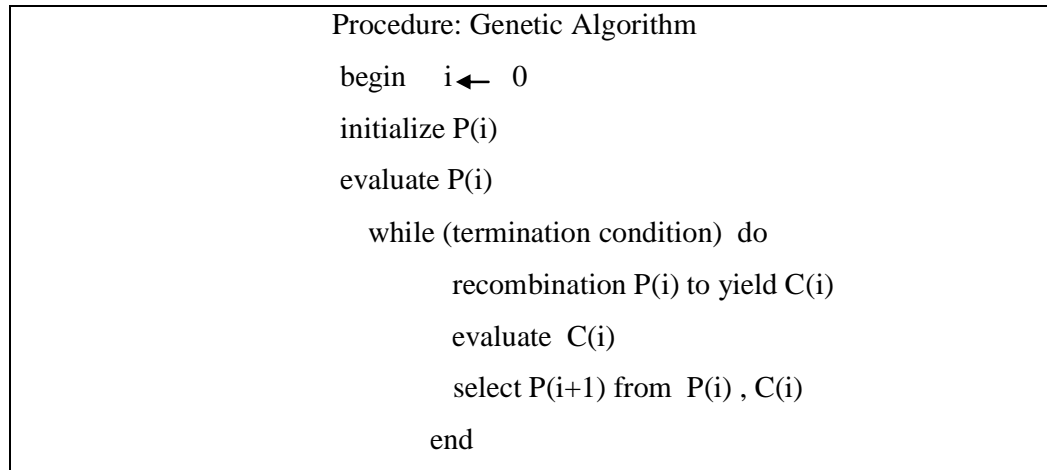 Procedure: Genetic Algorithm
begin i ← 0
initialize P(i)
evaluate P(i)
while (termination condition) do
recombination P(i) to yield C(i)
evaluate C(i)
select P(i+1) from P(i) , C(i)
end